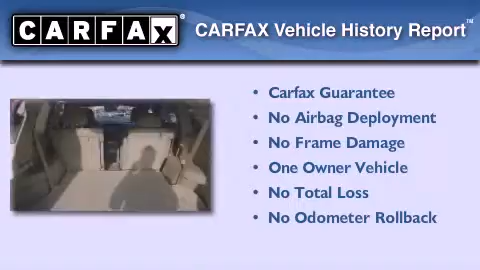 CARFAX® CARFAX Vehicle History Report™
• Carfax Guarantee
• No Airbag Deployment
• No Frame Damage
• One Owner Vehicle
• No Total Loss
• No Odometer Rollback